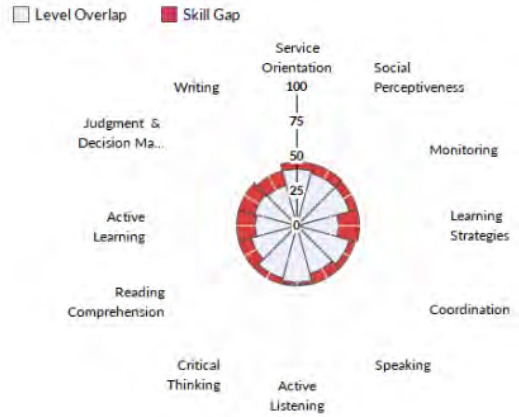 Level Overlap
Skill Gap
Service
Orientation
Social
Perceptiveness
Monitoring
Learning
Strategies
Coordination
Speaking
Active
Listening
Critical
Thinking
Reading
Comprehension
Active
Learning
Judgment &
Decision Ma...
Writing
100
75
50
25
0